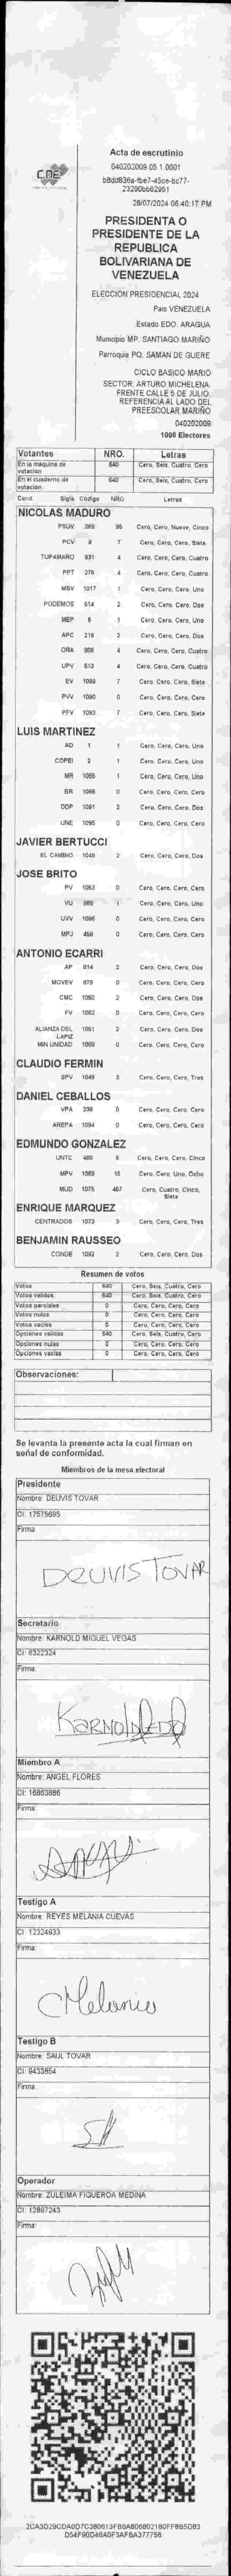 CNE
Acta de escrutinio
040202009.05.1.0001
b8dd836a-fbe7-45ce-bc77-
23290bb62951
28/07/2024 06:40:17 PM
PRESIDENTA O
PRESIDENTE DE LA
REPUBLICA
BOLIVARIANA DE
VENEZUELA
ELECCION PRESIDENCIAL 2024
Pais VENEZUELA
Estado EDO. ARAGUA
Municipio MP. SANTIAGO MARIÑO
Parroquia PQ. SAMAN DE GUERE
CICLO BASICO MARIO
SECTOR: ARTURO MICHELENA.
FRENTE CALLE 5 DE JULIO.
REFERENCIA AL LADO DEL
PREESCOLAR MARIÑO
040202009
1006 Electores
Votantes NRO. Letras
En la maquina de votacion 640 Cero, Seis, Cuatro, Cero
En el cuaderno de votacion 640 Cero, Seis, Cuatro, Cero
Cand. Sigla Código NRO Letras
NICOLAS MADURO
PSUV 269 95 Cero, Cero, Nueve, Cinco
PCV 8 7 Cero, Cero, Cero, Siete
TUPAMARO 931 4 Cero, Cero, Cero, Cuatro
PPT 276 4 Cero, Cero, Cero, Cuatro
MSV 1017 1 Cero, Cero, Cero, Uno
PODEMOS 514 2 Cero, Cero, Cero, Dos
MEP 6 1 Cero, Cero, Cero, Uno
APC 219 2 Cero, Cero, Cero, Dos
ORA 906 4 Cero, Cero, Cero, Cuatro
UPV 513 4 Cero, Cero, Cero, Cuatro
EV 1089 7 Cero, Cero, Cero, Siete
PVV 1090 0 Cero, Cero, Cero, Cero
PFV 1093 7 Cero, Cero, Cero, Siete
LUIS MARTINEZ
AD 1 1 Cero, Cero, Cero, Uno
COPEI 2 1 Cero, Cero, Cero, Uno
MR 1055 1 Cero, Cero, Cero, Uno
BR 1066 0 Cero, Cero, Cero, Cero
DDP 1091 2 Cero, Cero, Cero, Dos
UNE 1095 0 Cero, Cero, Cero, Cero
JAVIER BERTUCCI
EL CAMBIO 1049 2 Cero, Cero, Cero, Dos
JOSE BRITO
PV 1053 0 Cero, Cero, Cero, Cero
VU 968 1 Cero, Cero, Cero, Uno
UVV 1096 0 Cero, Cero, Cero, Cero
MPJ 456 0 Cero, Cero, Cero, Cero
ANTONIO ECARRI
AP 814 2 Cero, Cero, Cero, Dos
MOVEV 878 0 Cero, Cero, Cero, Cero
CMC 1050 2 Cero, Cero, Cero, Dos
FV 1062 0 Cero, Cero, Cero, Cero
ALIANZA DEL LAPIZ 1051 2 Cero, Cero, Cero, Dos
MIN UNIDAD 1069 0 Cero, Cero, Cero, Cero
CLAUDIO FERMIN
SPV 1049 3 Cero, Cero, Cero, Tres
DANIEL CEBALLOS
VPA 236 0 Cero, Cero, Cero, Cero
AREPA 1094 0 Cero, Cero, Cero, Cero
EDMUNDO GONZALEZ
UNTC 480 5 Cero, Cero, Cero, Cinco
MPV 1069 18 Cero, Cero, Uno, Ocho
MUD 1075 457 Cero, Cuatro, Cinco, Siete
ENRIQUE MARQUEZ
CENTRADOS 1073 3 Cero, Cero, Cero, Tres
BENJAMIN RAUSSEO
CONDE 1092 2 Cero, Cero, Cero, Dos
Resumen de votos
Votos 640 Cero, Seis, Cuatro, Cero
Votos validos 640 Cero, Seis, Cuatro, Cero
Votos parciales 0 Cero, Cero, Cero, Cero
Votos nulos 0 Cero, Cero, Cero, Cero
Votos vacios 0 Cero, Cero, Cero, Cero
Opciones validas 640 Cero, Seis, Cuatro, Cero
Opciones nulas 0 Cero, Cero, Cero, Cero
Opciones vacias 0 Cero, Cero, Cero, Cero
Observaciones:
Se levanta la presente acta la cual firman en
señal de conformidad.
Miembros de la mesa electoral
Presidente
Nombre: DEUVIS TOVAR
CI: 17575695
Firma:
DEUVIS TOVAR
Secretario
Nombre: KARNOLD MIGUEL VEGAS
CI: 6322324
Firma:
Karnold
Miembro A
Nombre: ANGEL FLORES
CI: 16863886
Firma:
Testigo A
Nombre: REYES MELANIA CUEVAS
CI: 12324933
Firma:
Melania
Testigo B
Nombre: SAUL TOVAR
CI: 9433854
Firma:
Operador
Nombre: ZULEIMA FIGUEROA MEDINA
CI: 12897243
Firma:
2CA3D29CDA0D7C380613FB8A806802180FF8B5D83
D54F90D46A0F3AFBA377756